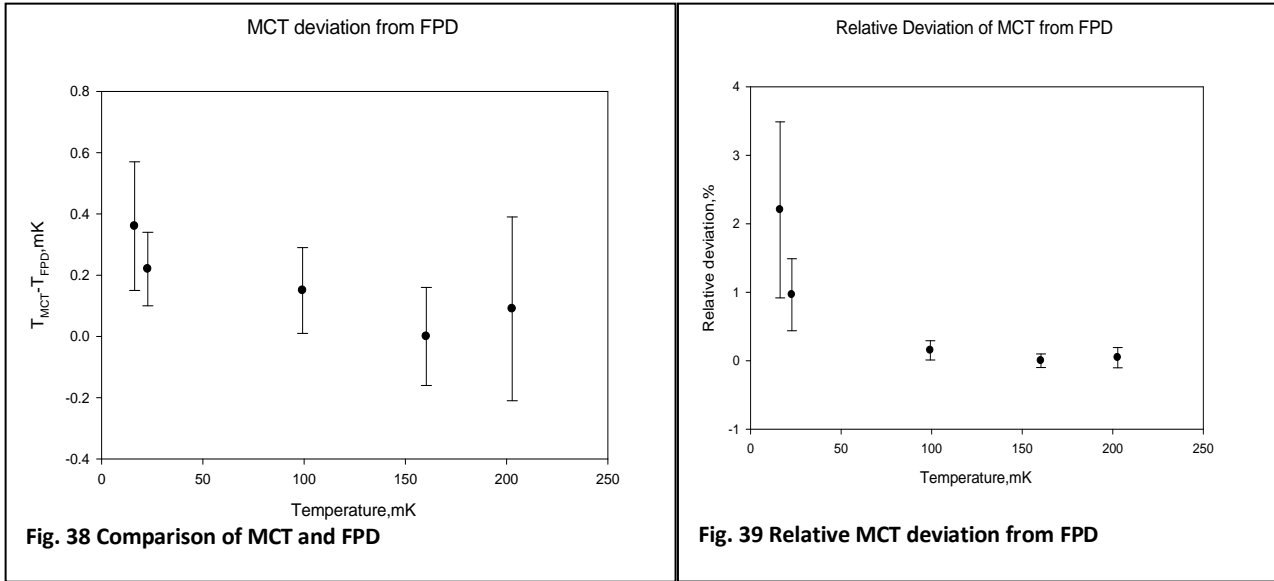 MCT deviation from FPD
0.8
0.6
0.4
0.2
0.0
-0.2
-0.4
T_MCT-T_FPD,mK
0 50 100 150 200 250
Temperature,mK
Fig. 38 Comparison of MCT and FPD
Relative Deviation of MCT from FPD
4
3
2
1
0
-1
Relative deviation,%
0 50 100 150 200 250
Temperature,mK
Fig. 39 Relative MCT deviation from FPD